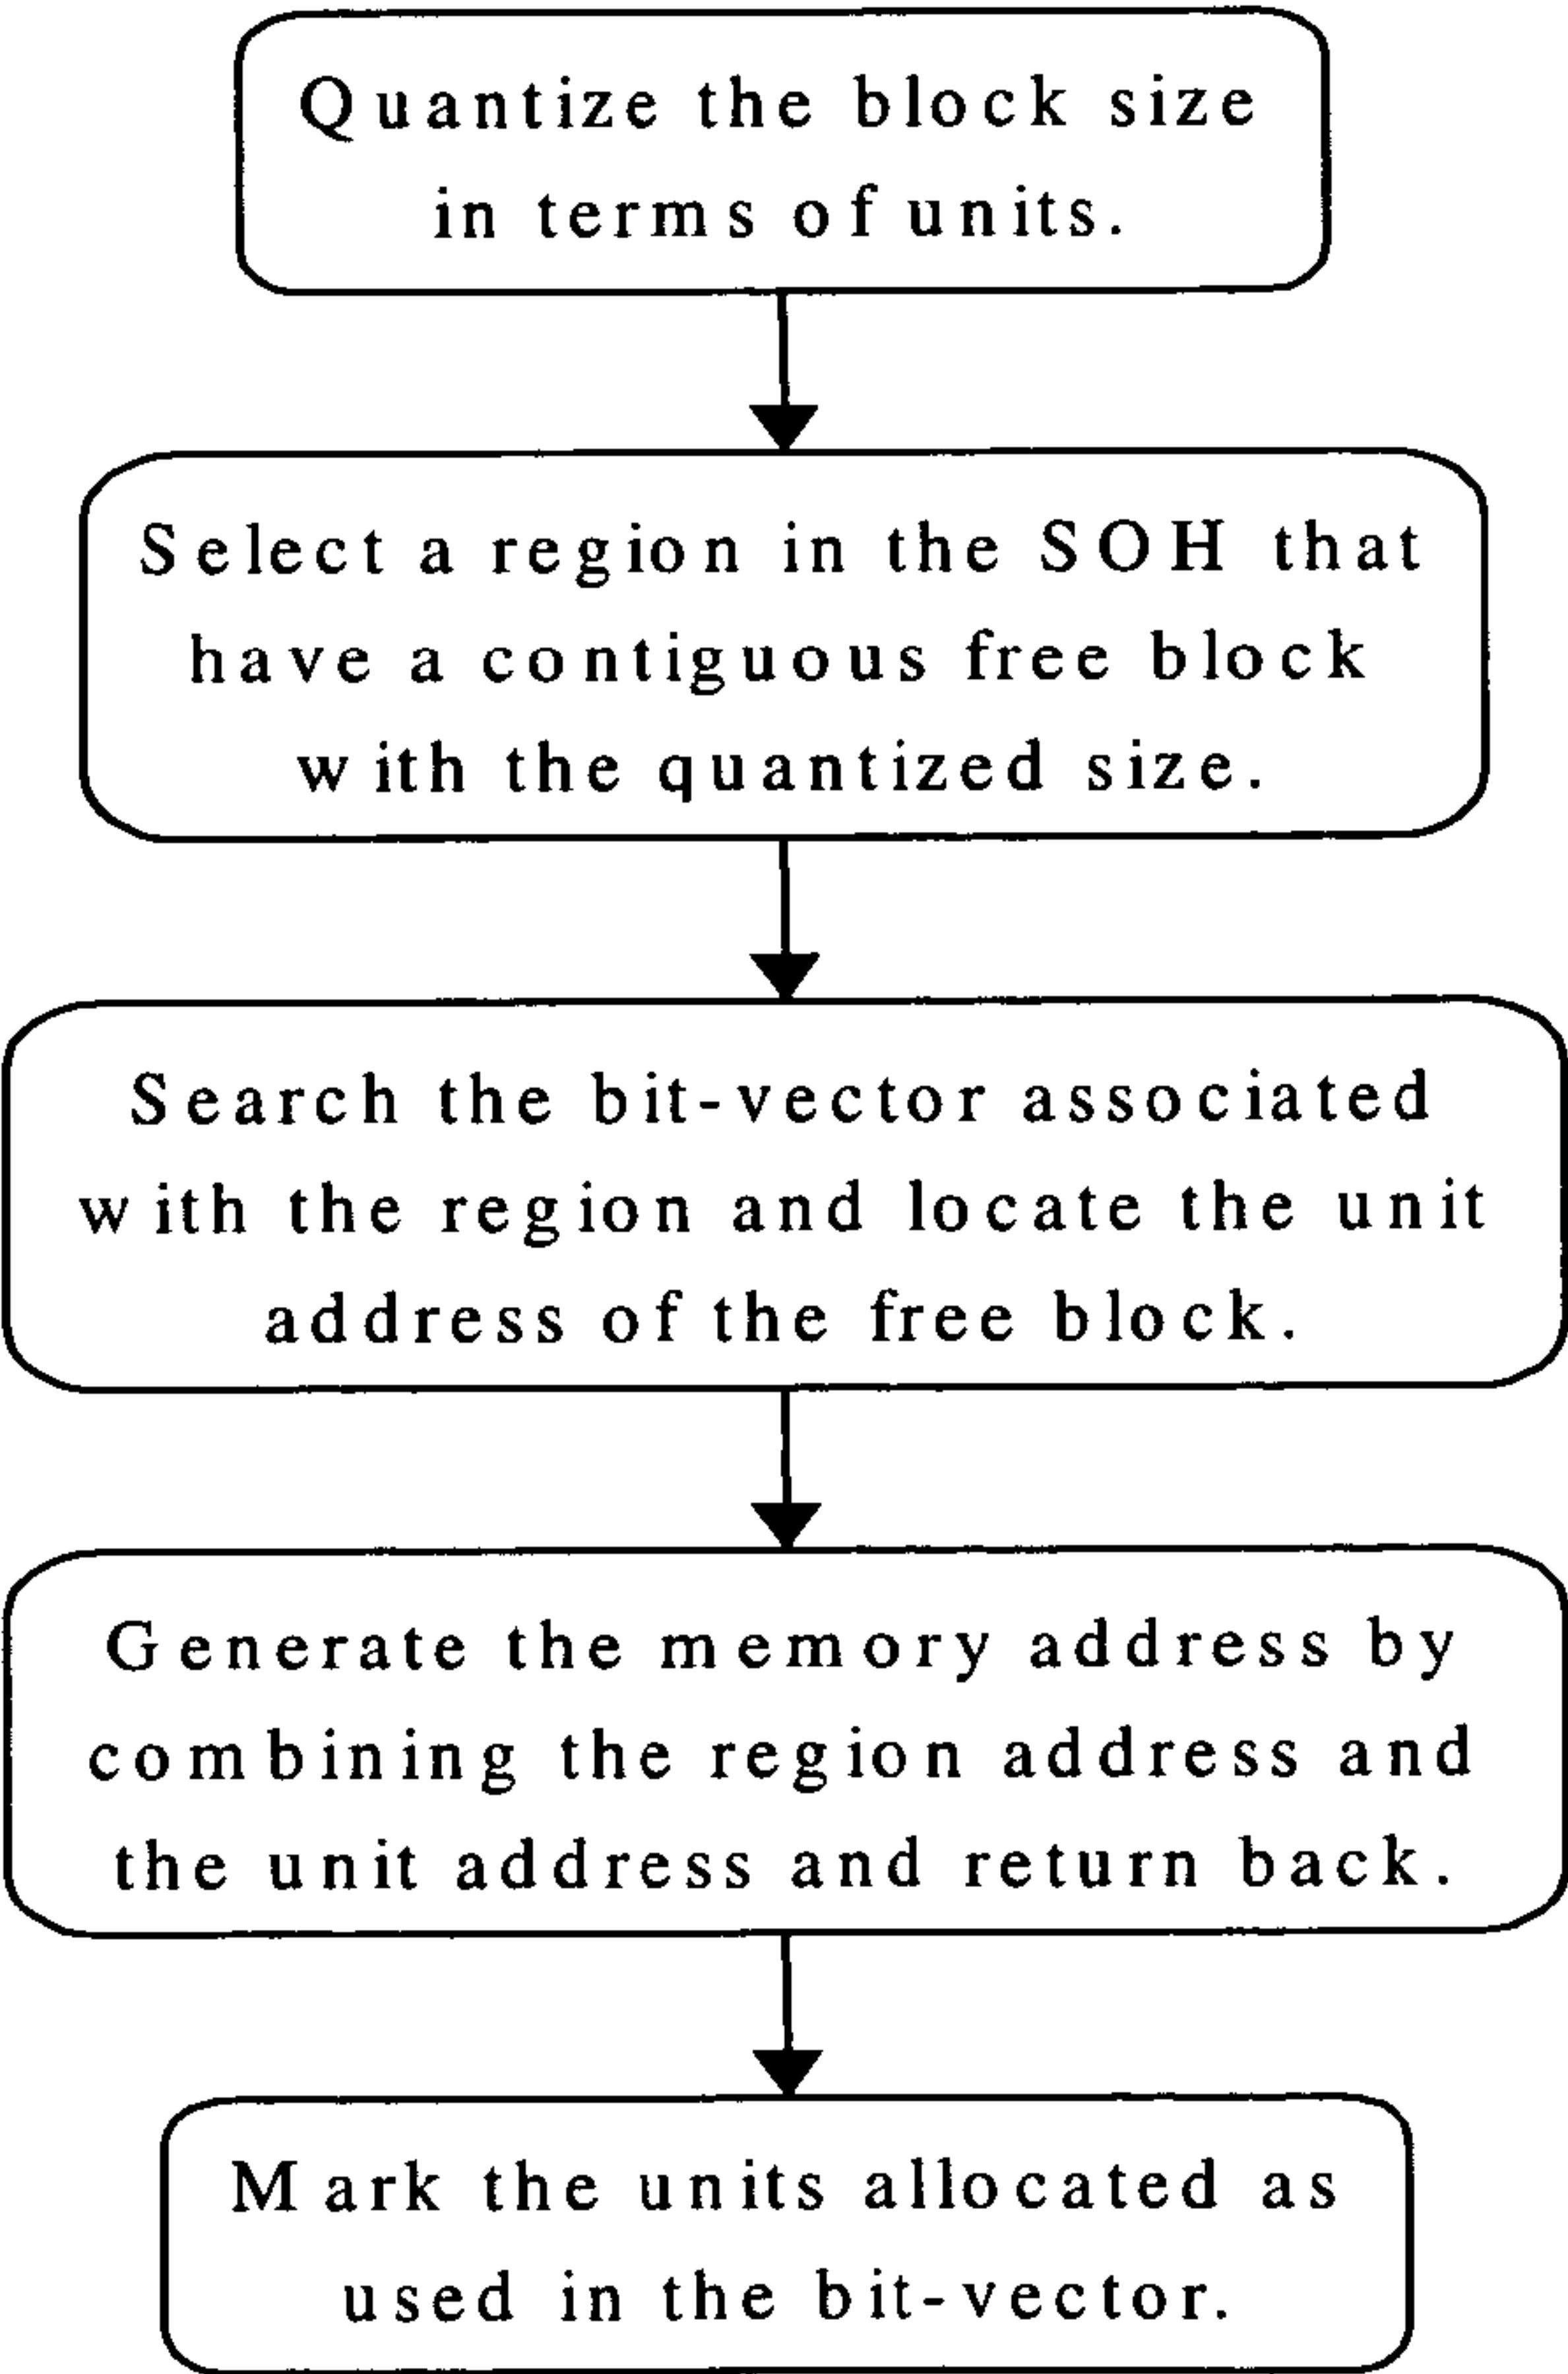 Quantize the block size
in terms of units.
Select a region in the SOH that
have a contiguous free block
with the quantized size.
Search the bit-vector associated
with the region and locate the unit
address of the free block.
Generate the memory address by
combining the region address and
the unit address and return back.
Mark the units allocated as
used in the bit-vector.